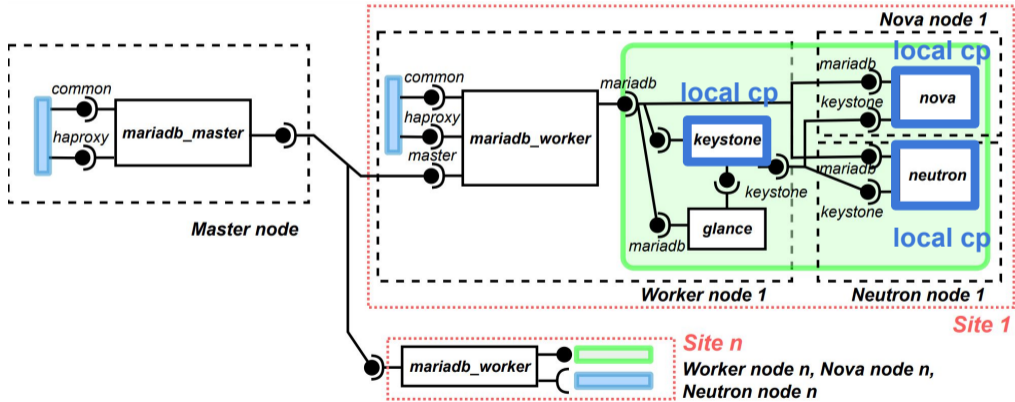 Nova node 1
local cp
common
haproxy
mariadb_master
Master node
common
haproxy
master
mariadb_worker
mariadb
local cp
keystone
keystone
glance
mariadb
mariadb
keystone
nova
mariadb
keystone
neutron
local cp
Worker node 1
Neutron node 1
Site 1
mariadb_worker
Site n
Worker node n, Nova node n,
Neutron node n